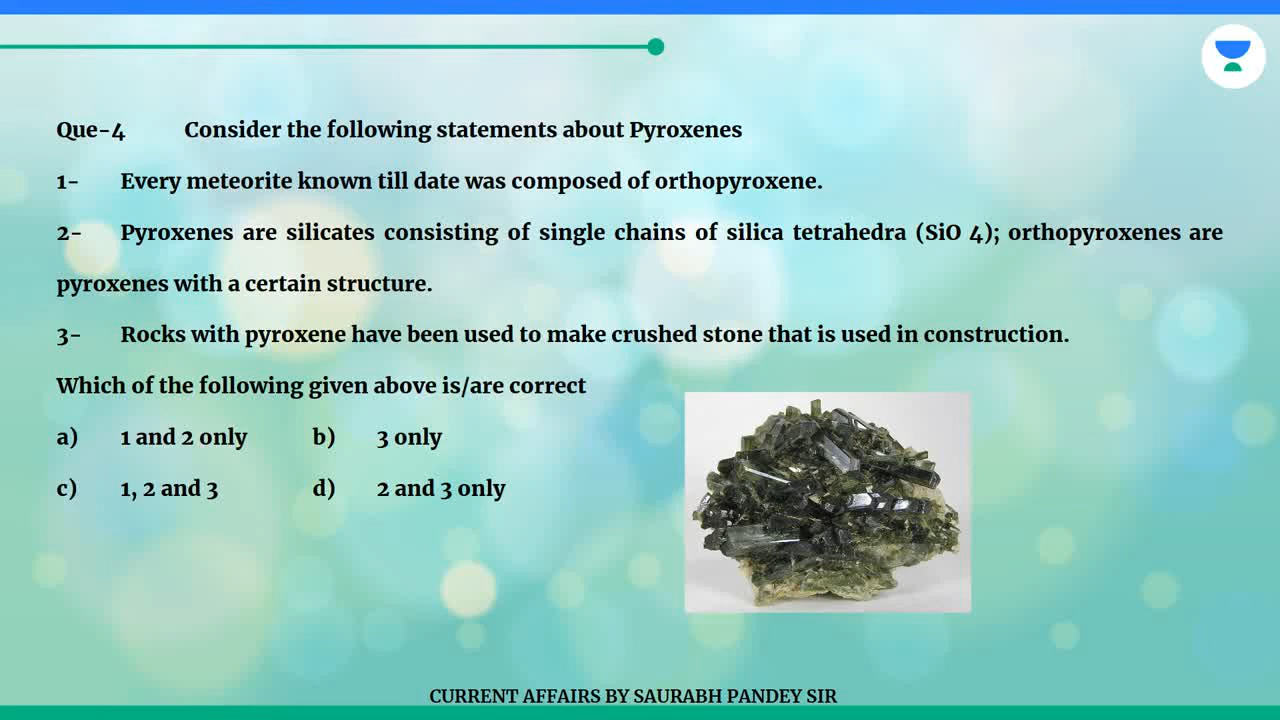 Que-4 Consider the following statements about Pyroxenes
1- Every meteorite known till date was composed of orthopyroxene.
2- Pyroxenes are silicates consisting of single chains of silica tetrahedra (SiO 4); orthopyroxenes are
pyroxenes with a certain structure.
3- Rocks with pyroxene have been used to make crushed stone that is used in construction.
Which of the following given above is/are correct
a) 1 and 2 only b) 3 only
c) 1, 2 and 3 d) 2 and 3 only
CURRENT AFFAIRS BY SAURABH PANDEY SIR